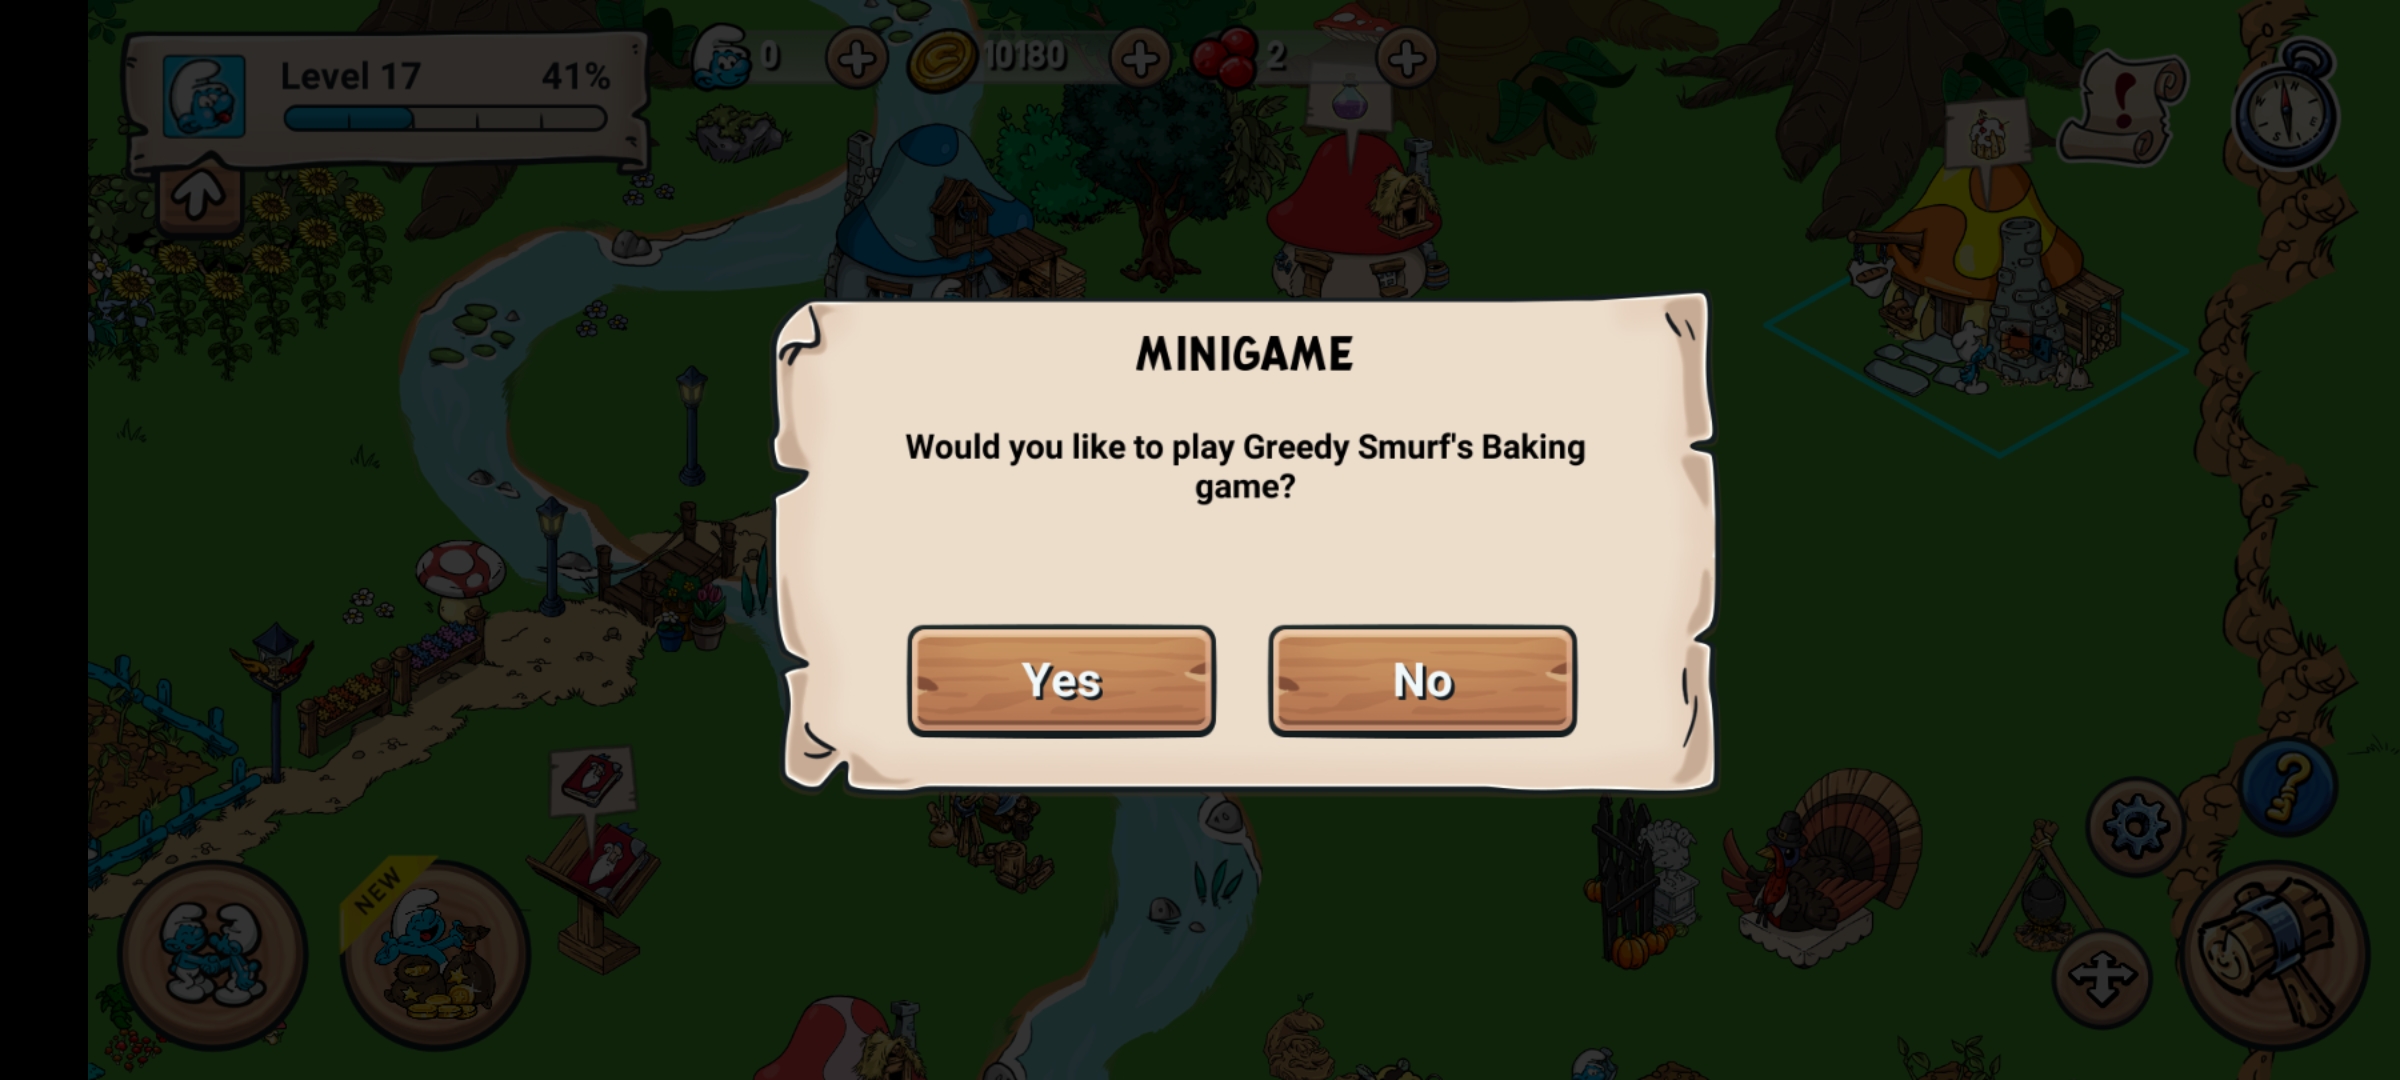 Level 17
41%
0
10180
2
MINIGAME
Would you like to play Greedy Smurf's Baking
game?
Yes
No
NEW